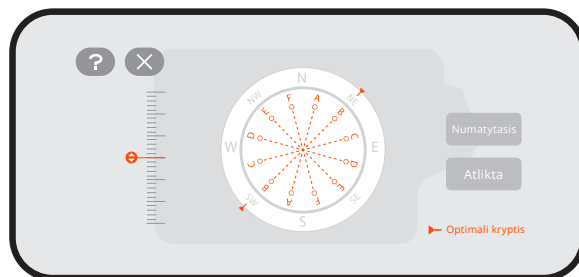 ?
N
NW
NE
F A
E B
D C
W E
C D
B E
A F
SW
SE
S
Numatytasis
Atlikta
Optimali kryptis